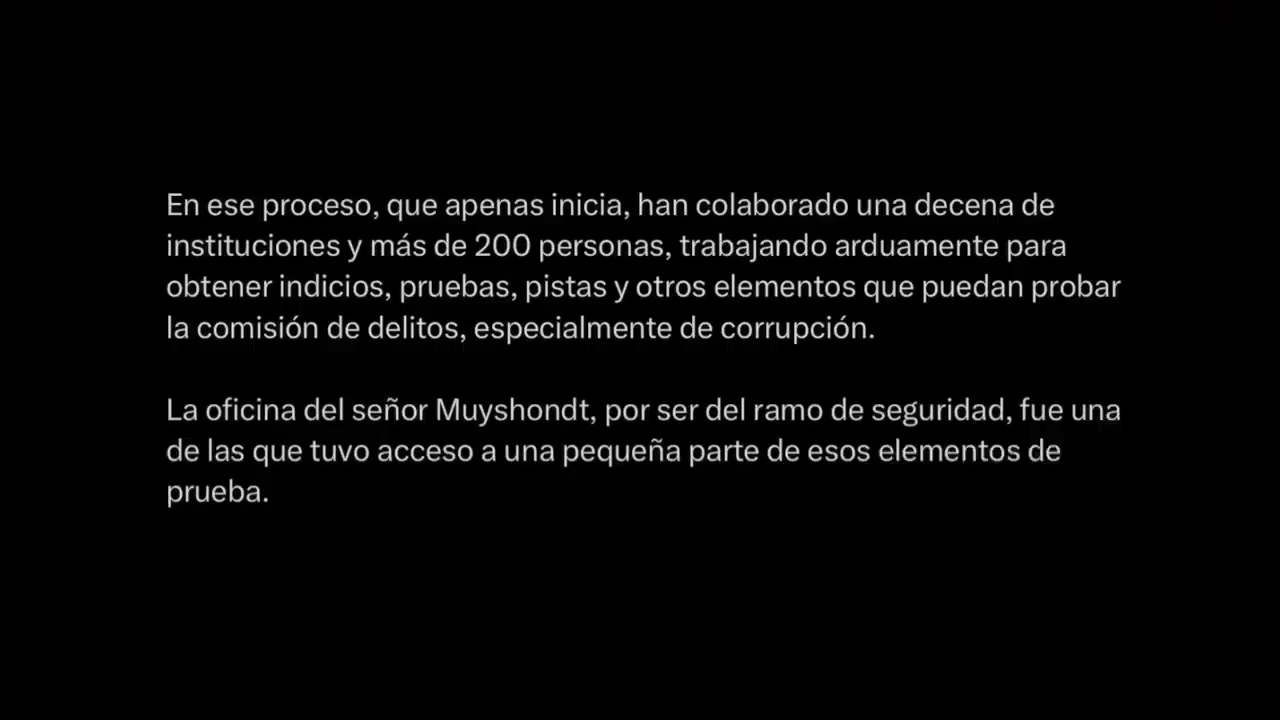 En ese proceso, que apenas inicia, han colaborado una decena de
instituciones y más de 200 personas, trabajando arduamente para
obtener indicios, pruebas, pistas y otros elementos que puedan probar
la comisión de delitos, especialmente de corrupción.
La oficina del señor Muyshondt, por ser del ramo de seguridad, fue una
de las que tuvo acceso a una pequeña parte de esos elementos de
prueba.